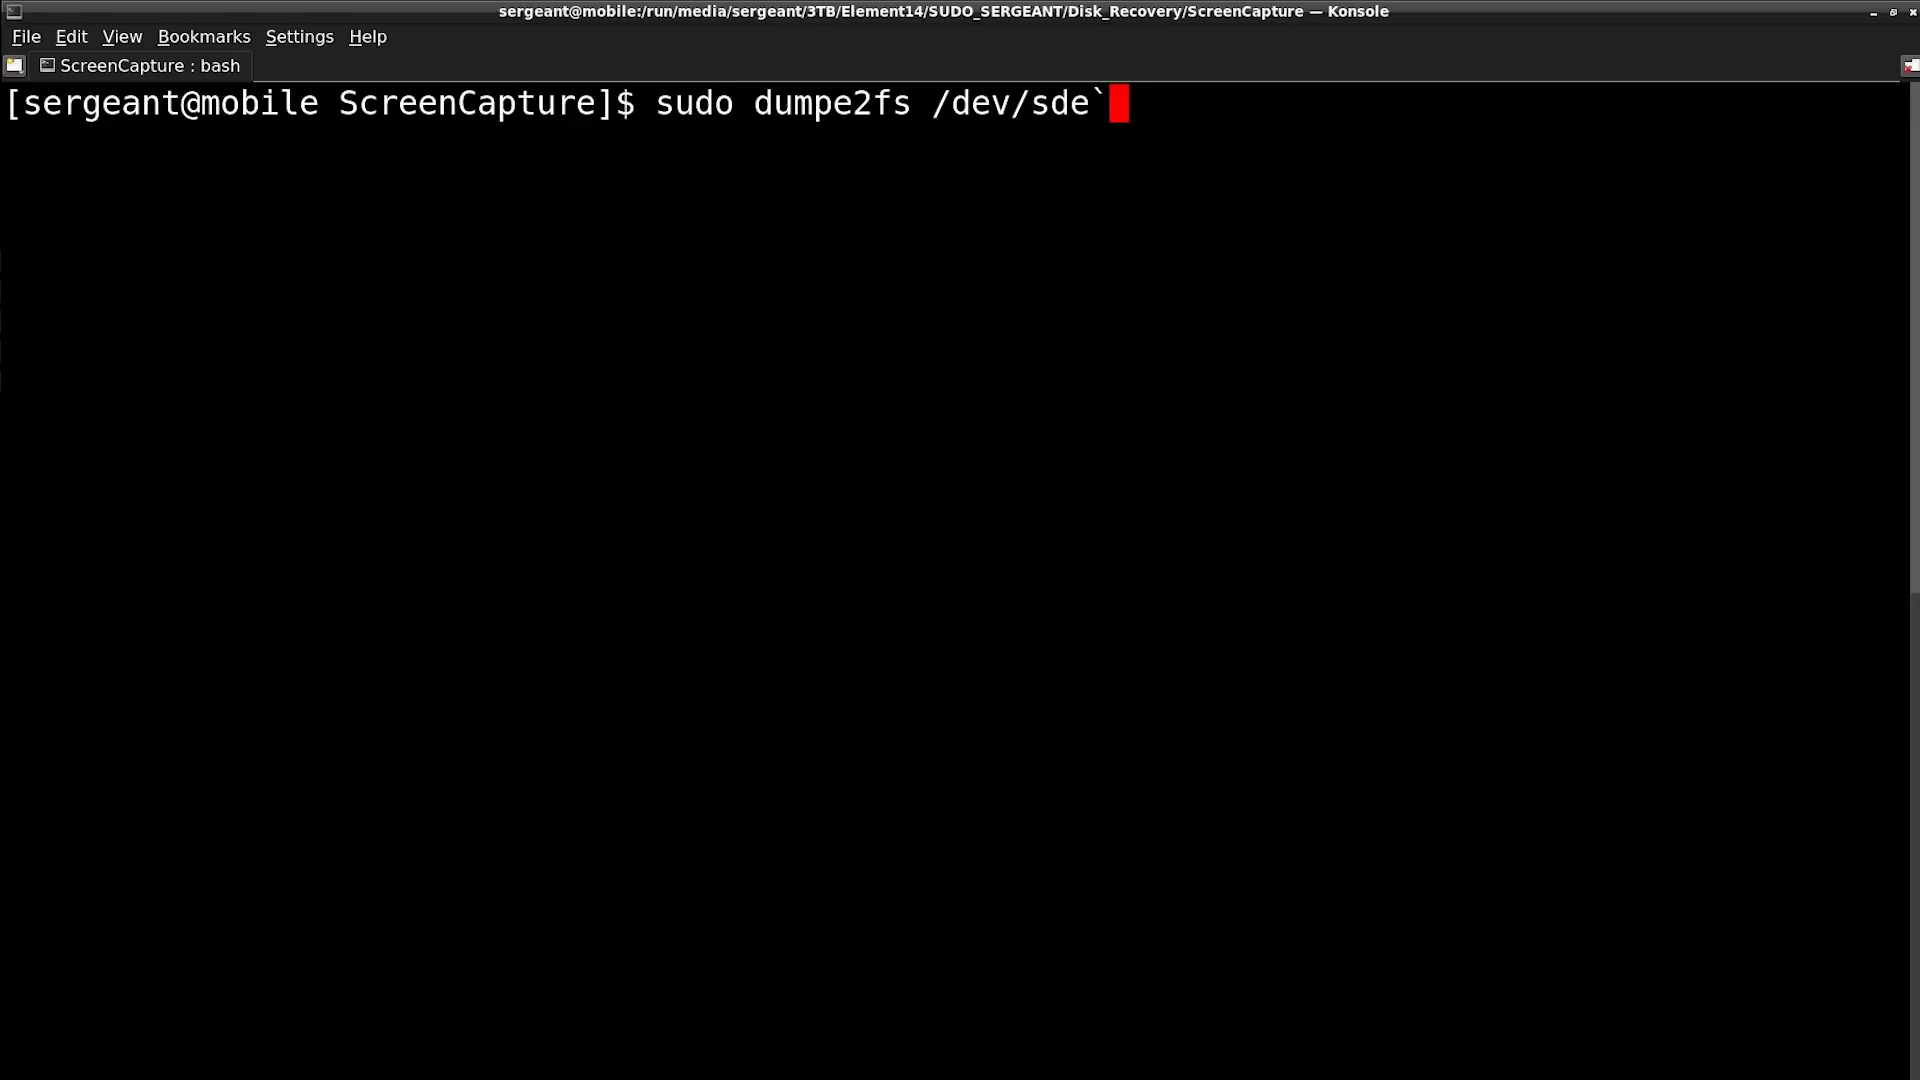 sergeant@mobile:/run/media/sergeant/3TB/Element14/SUDO_SERGEANT/Disk_Recovery/ScreenCapture — Konsole
File Edit View Bookmarks Settings Help
ScreenCapture : bash
[sergeant@mobile ScreenCapture]$ sudo dumpe2fs /dev/sde`